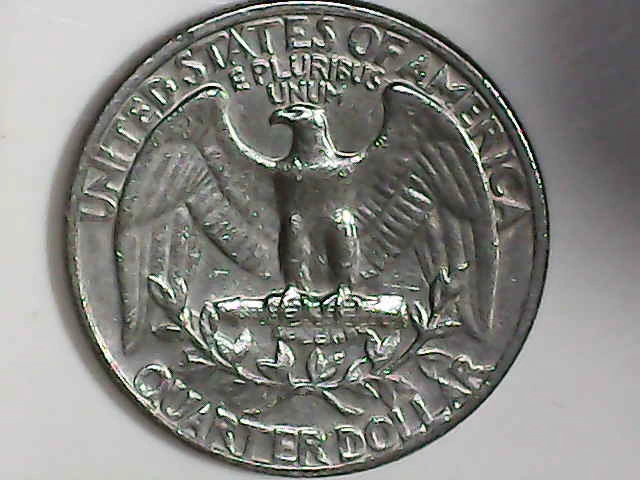 UNITED STATES OF AMERICA
E PLURIBUS
UNUM
QUARTER DOLLAR